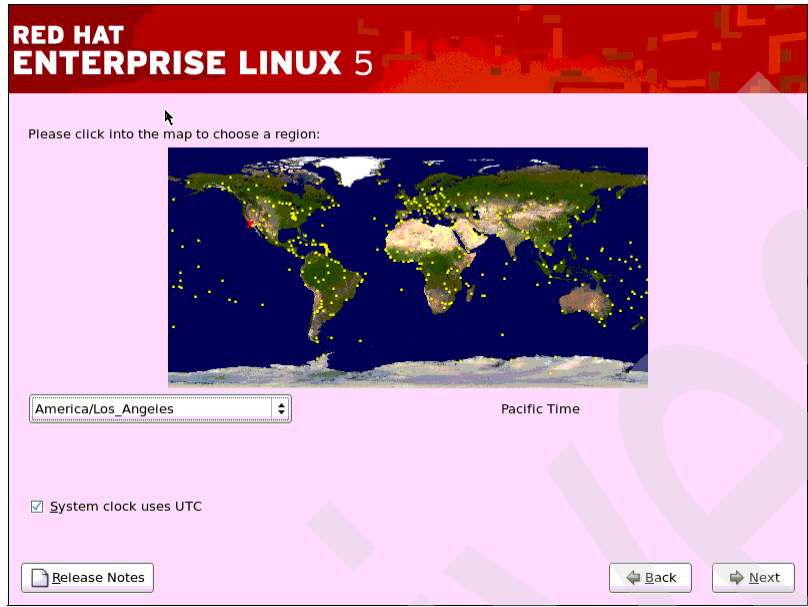 RED HAT
ENTERPRISE LINUX 5
Please click into the map to choose a region:
America/Los_Angeles
Pacific Time
System clock uses UTC
Release Notes
Back
Next